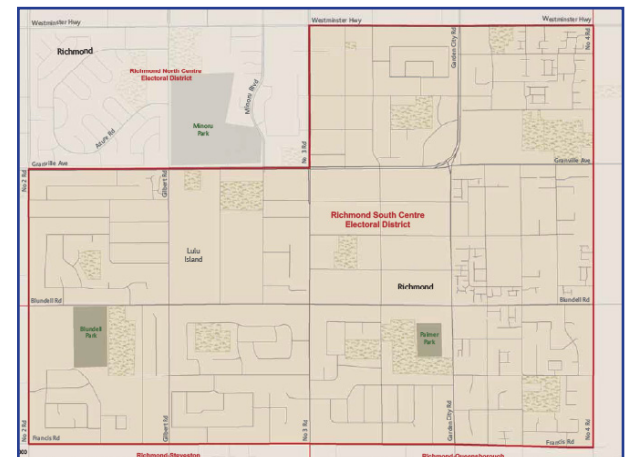 Westminster Hwy
Westminster Hwy
Westminster Hwy
Richmond
Richmond North Centre
Electoral District
Minoru Blvd
Minoru
Park
Garden City Rd
No 4 Rd
No 3 Rd
Granville Ave
Granville Ave
No 2 Rd
Gilbert Rd
Richmond South Centre
Electoral District
Lulu
Island
Richmond
Blundell Rd
Blundell Rd
Blundell
Park
Palmer
Park
No 2 Rd
Gilbert Rd
No 3 Rd
Garden City Rd
No 4 Rd
Francis Rd
Francis Rd
Richmond-Steveston
Richmond-Queensborough